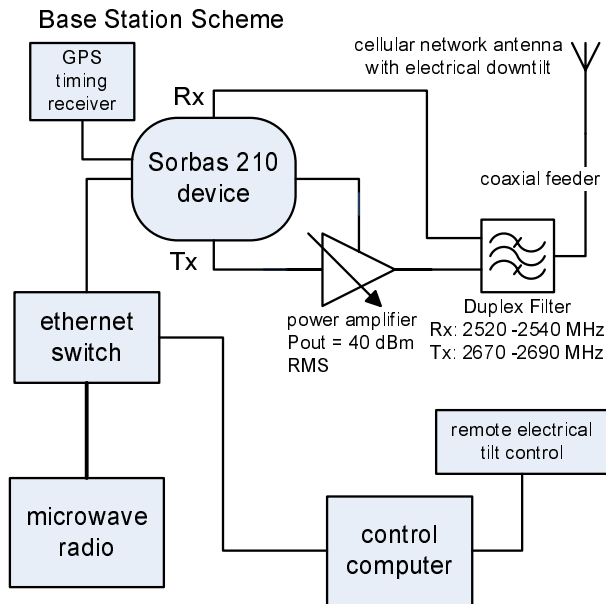 Base Station Scheme
GPS
timing
receiver
cellular network antenna
with electrical downtilt
Rx
Sorbas 210
device
coaxial feeder
Tx
power amplifier
Pout = 40 dBm
RMS
Duplex Filter
Rx: 2520 -2540 MHz
Tx: 2670 -2690 MHz
ethernet
switch
remote electrical
tilt control
microwave
radio
control
computer